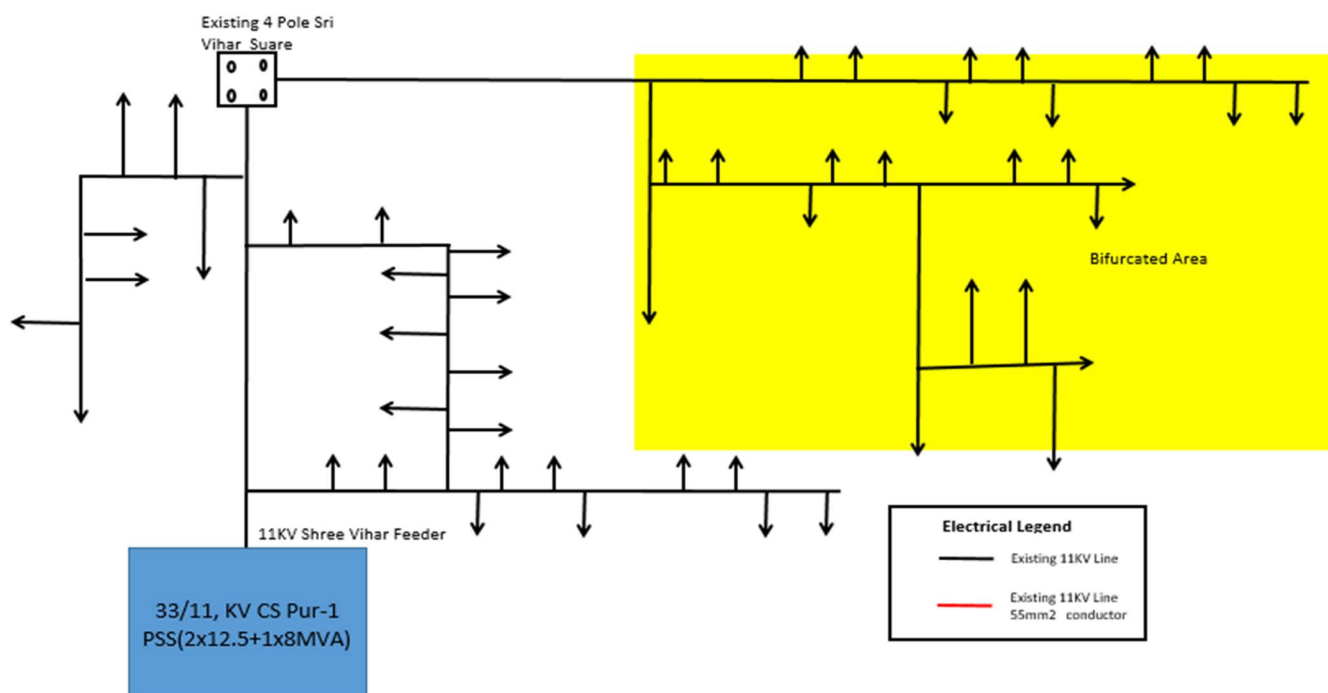 Existing 4 Pole Sri
Vihar Suare
Bifurcated Area
11KV Shree Vihar Feeder
33/11, KV CS Pur-1
PSS(2x12.5+1x8MVA)
Electrical Legend
Existing 11KV Line
Existing 11KV Line
55mm2 conductor